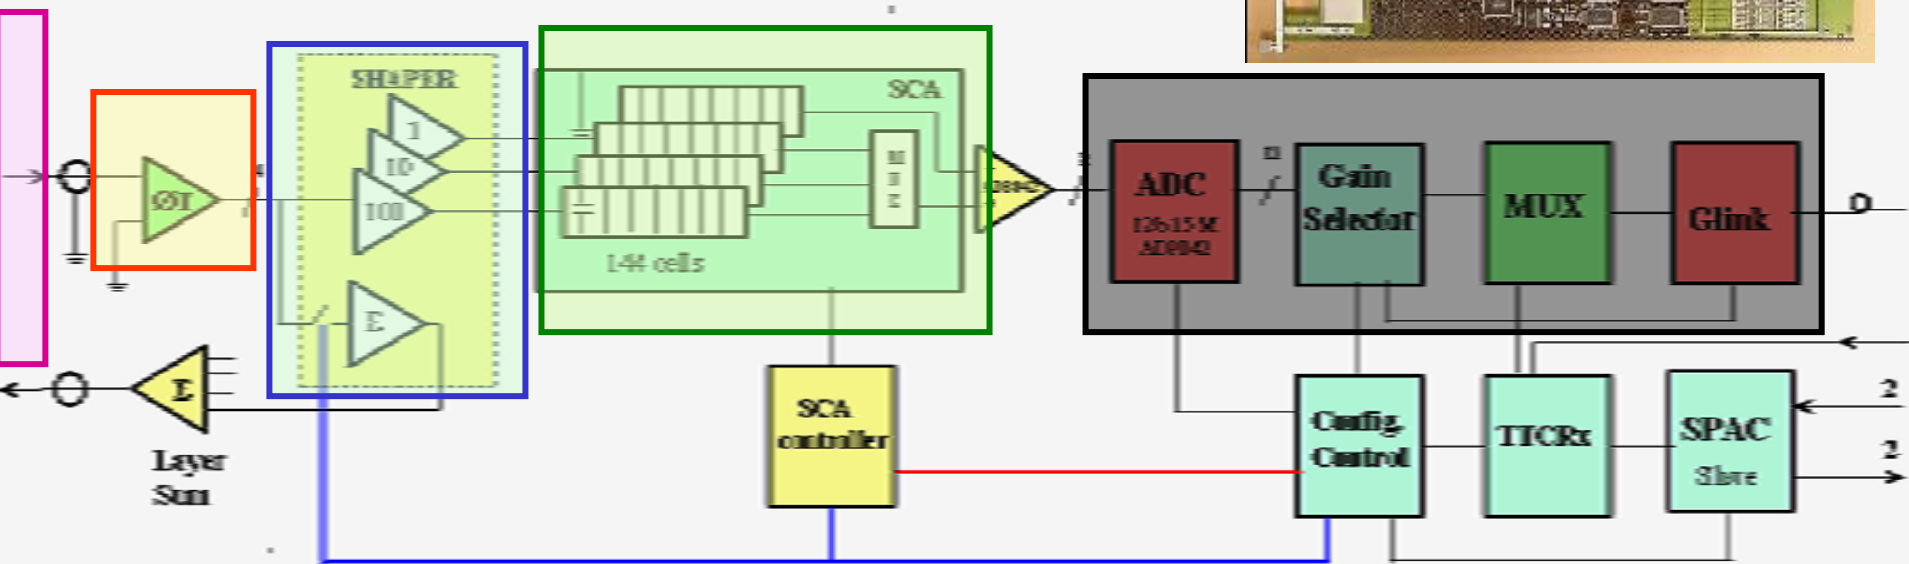 SHAPER
SCA
1
10
100
ØT
144 cells
Σ
Σ
Layer
Sum
SCA
controller
ADC
Gain
Selector
MUX
Glink
Config.
Control
TTCRx
SPAC
Slave
2
2